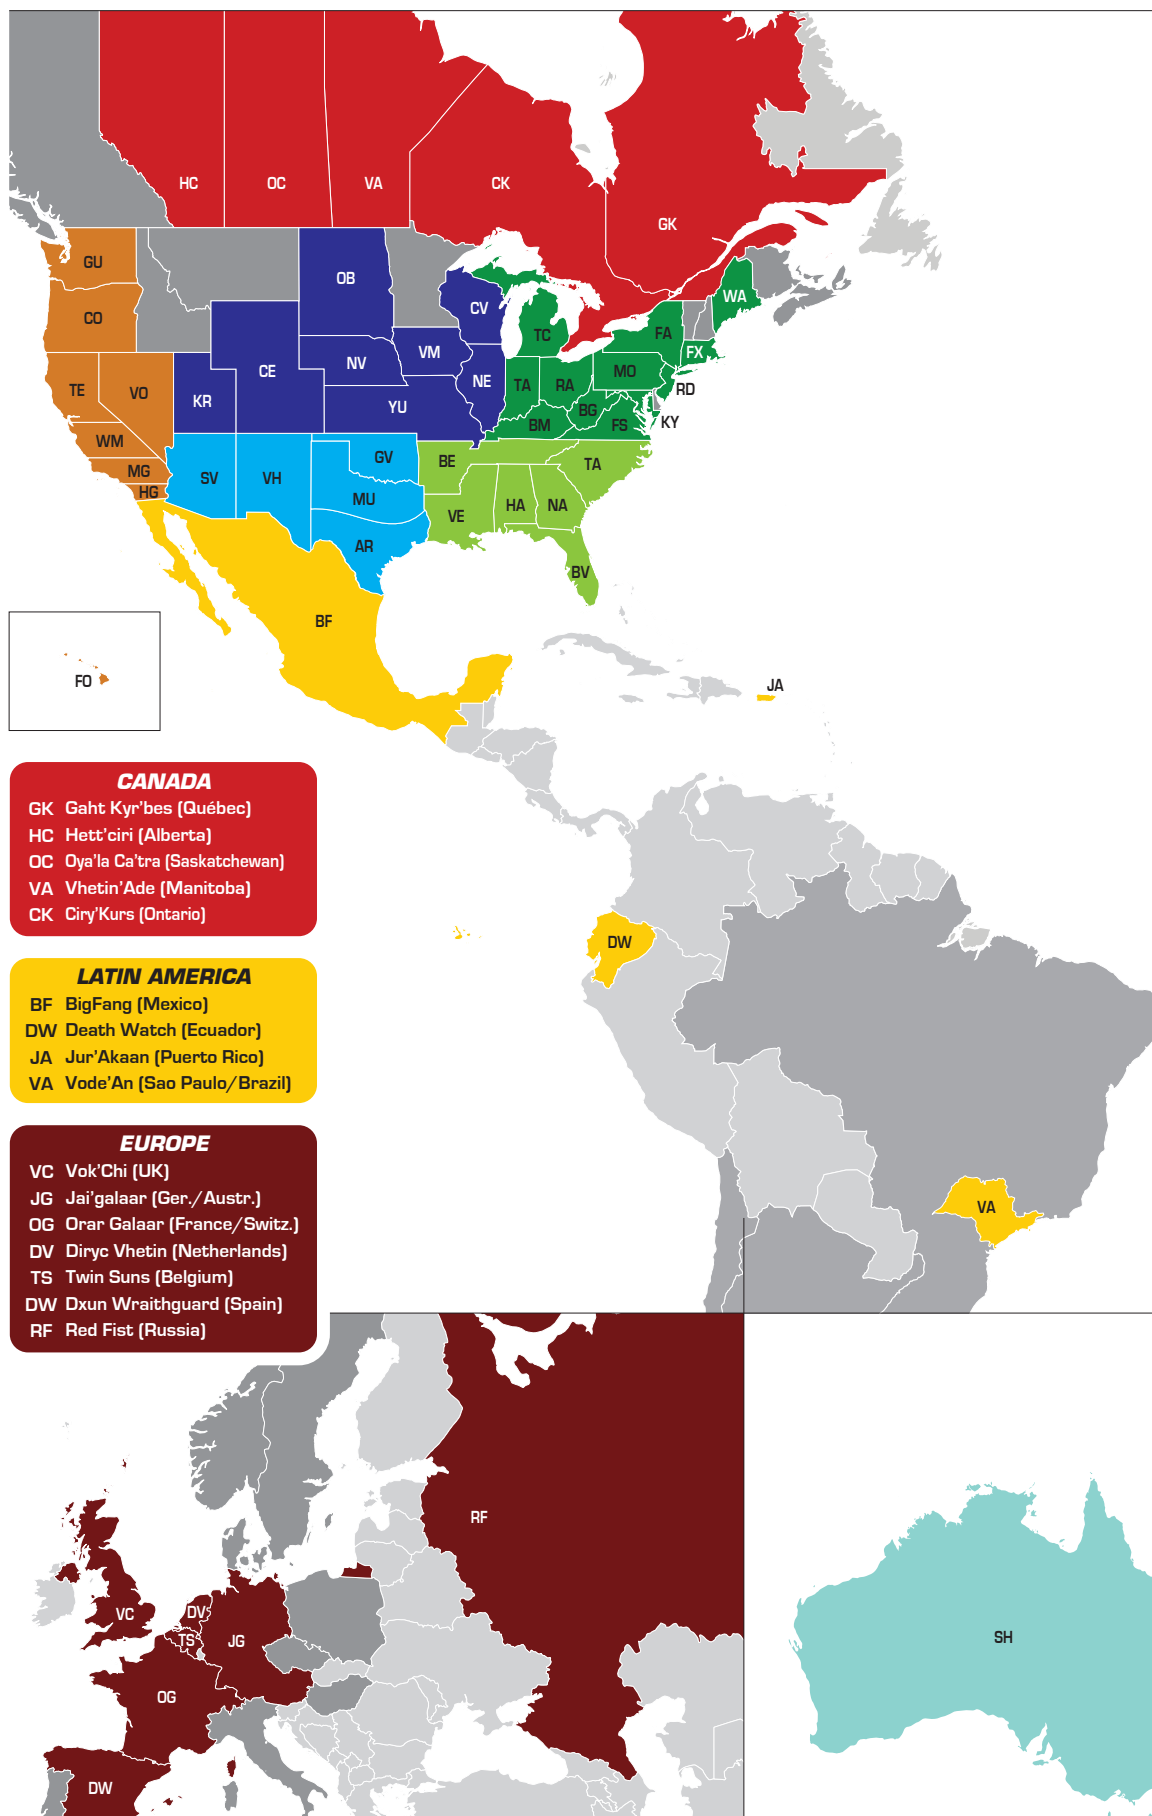 HC
OC
VA
CK
GK
GU
OB
CV
WA
CO
TC
FA
FX
VM
NV
CE
MO
TE
VO
KR
NE
TA
RA
RD
YU
BG
KY
BM
FS
WM
BE
GV
TA
MG
SV
VH
HG
MU
HA
NA
VE
AR
BV
BF
FO
JA
CANADA
GK Gaht Kyr'bes (Québec)
HC Hett'ciri (Alberta)
OC Oya'la Ca'tra (Saskatchewan)
VA Vhetin'Ade (Manitoba)
CK Ciry'Kurs (Ontario)
DW
LATIN AMERICA
BF BigFang (Mexico)
DW Death Watch (Ecuador)
JA Jur'Akaan (Puerto Rico)
VA Vode'An (Sao Paulo/Brazil)
EUROPE
VC Vok'Chi (UK)
JG Jai'galaar (Ger./Austr.)
OG Orar Galaar (France/Switz.)
DV Diryc Vhetin (Netherlands)
TS Twin Suns (Belgium)
DW Dxun Wraithguard (Spain)
RF Red Fist (Russia)
VA
RF
DV
VC
TS
JG
SH
OG
DW